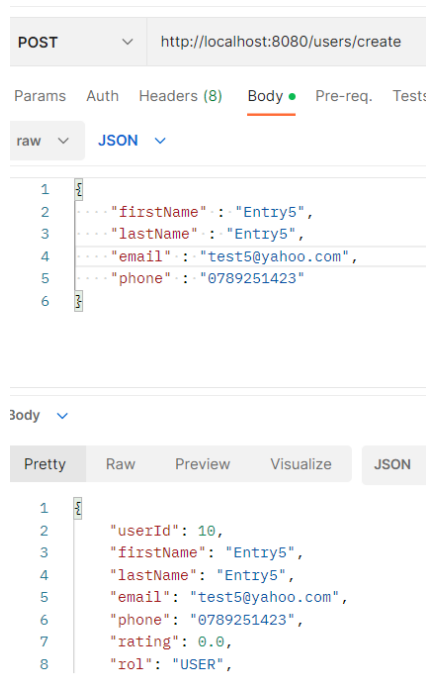 POST http://localhost:8080/users/create
Params Auth Headers (8) Body Pre-req. Tests
raw JSON
1 {
2 "firstName" : "Entry5",
3 "lastName" : "Entry5",
4 "email" : "test5@yahoo.com",
5 "phone" : "0789251423"
6 }
Body
Pretty Raw Preview Visualize JSON
1 {
2 "userId": 10,
3 "firstName": "Entry5",
4 "lastName": "Entry5",
5 "email": "test5@yahoo.com",
6 "phone": "0789251423",
7 "rating": 0.0,
8 "rol": "USER",